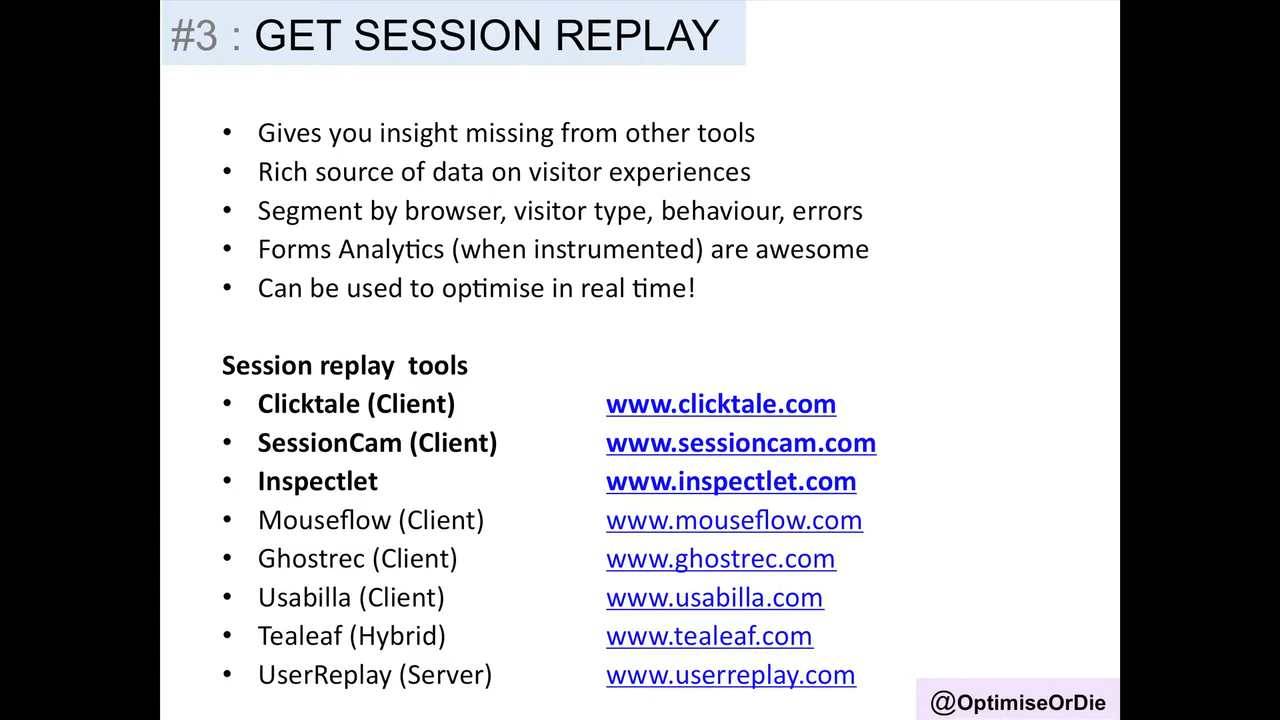 #3 : GET SESSION REPLAY
• Gives you insight missing from other tools
• Rich source of data on visitor experiences
• Segment by browser, visitor type, behaviour, errors
• Forms Analytics (when instrumented) are awesome
• Can be used to optimise in real time!
Session replay tools
• Clicktale (Client) www.clicktale.com
• SessionCam (Client) www.sessioncam.com
• Inspectlet www.inspectlet.com
• Mouseflow (Client) www.mouseflow.com
• Ghostrec (Client) www.ghostrec.com
• Usabilla (Client) www.usabilla.com
• Tealeaf (Hybrid) www.tealeaf.com
• UserReplay (Server) www.userreplay.com
@OptimiseOrDie